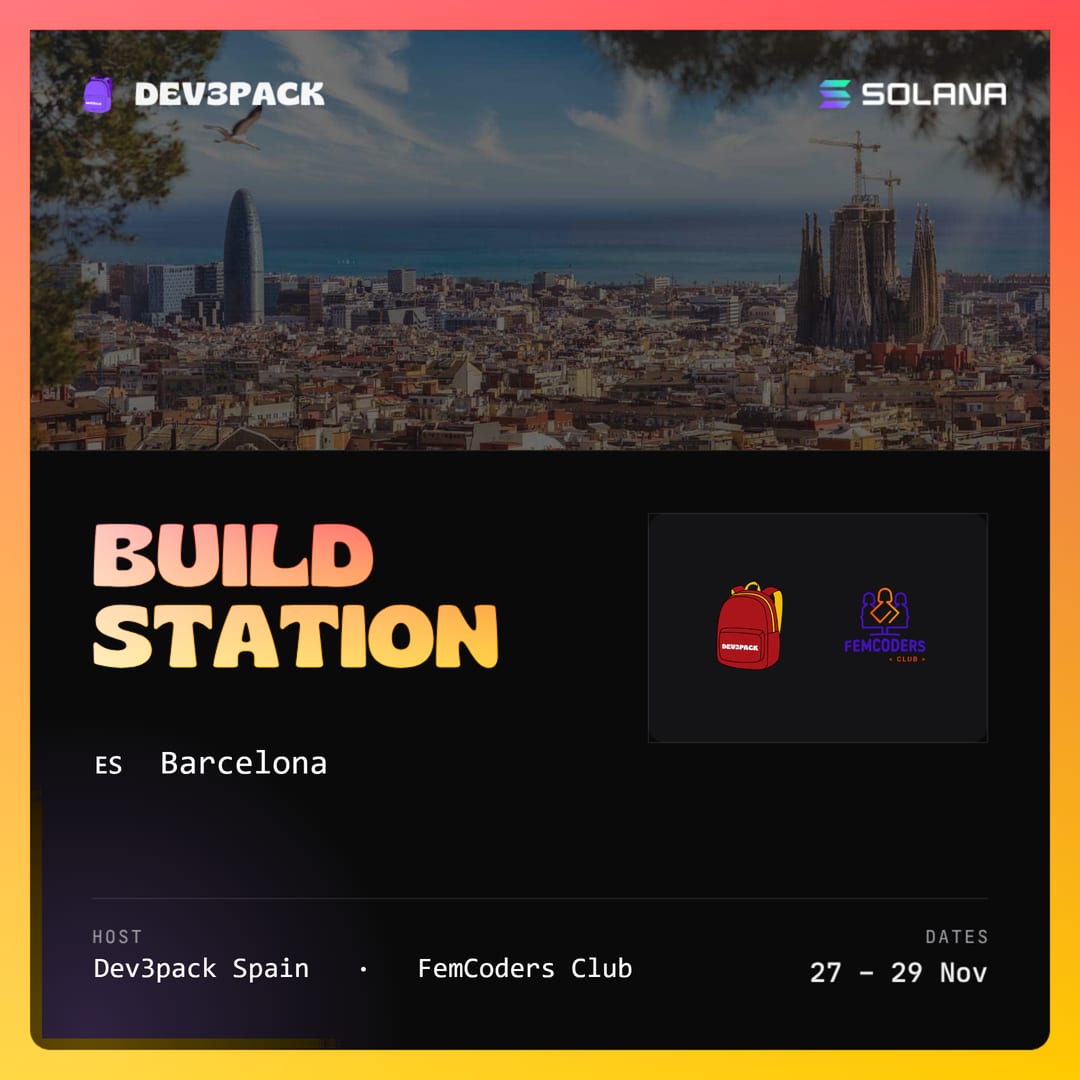 DEV3PACK
SOLANA
BUILD
STATION
DEV3PACK
FEMCODERS
< CLUB >
ES Barcelona
HOST
Dev3pack Spain · FemCoders Club
DATES
27 – 29 Nov